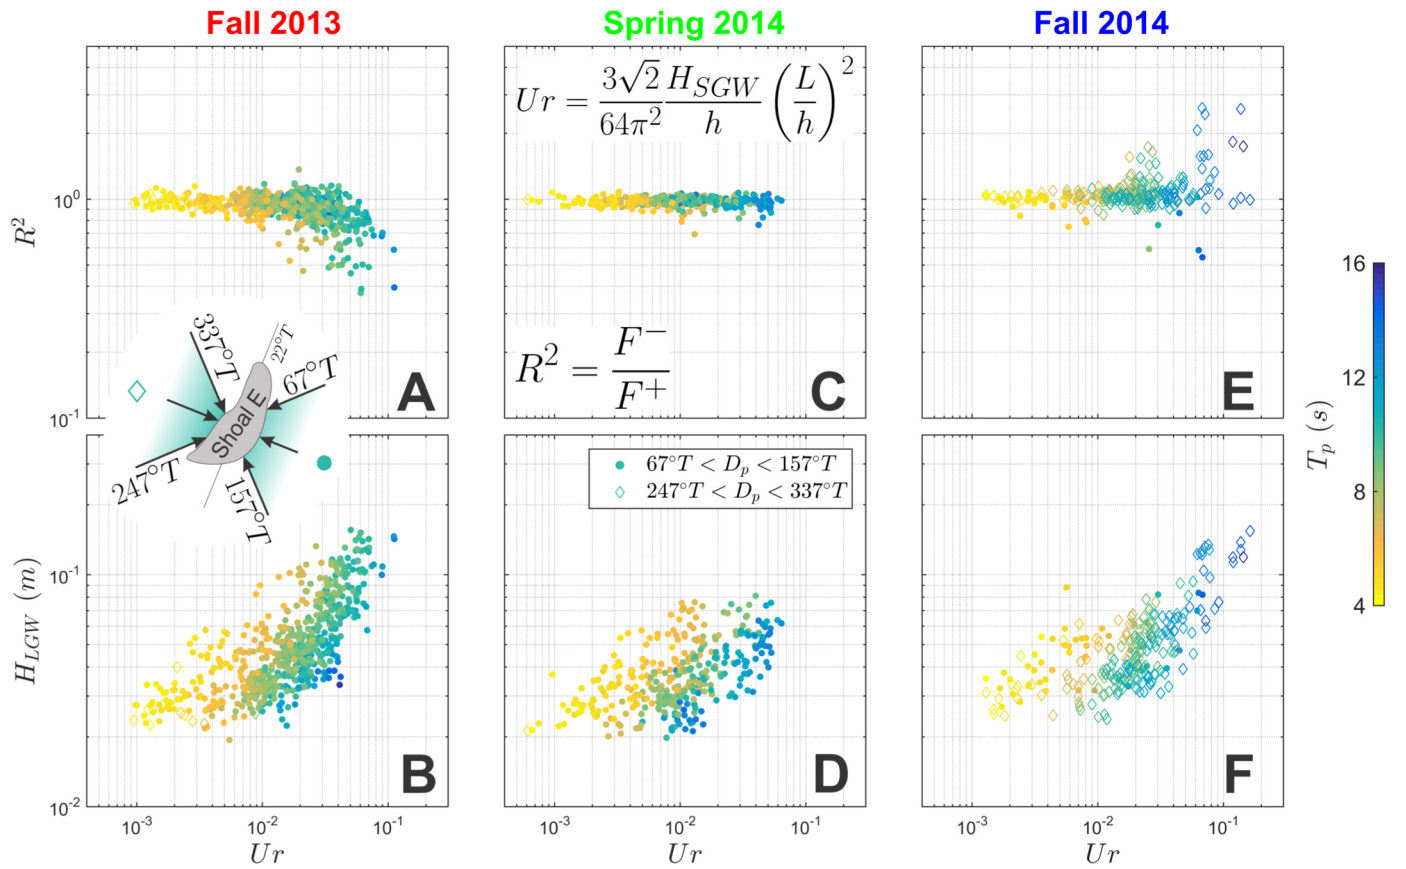 Fall 2013
Spring 2014
Fall 2014
R²
10⁰
10⁻¹
A
337°T
22°T
67°T
Shoal E
247°T
157°T
Ur = 3√2/64π² H_SGW/h (L/h)²
R² = F⁻/F⁺
C
E
16
12
8
4
T_p (s)
H_LGW (m)
10⁻¹
10⁻²
B
67°T < D_p < 157°T
247°T < D_p < 337°T
D
F
10⁻³ 10⁻² 10⁻¹
10⁻³ 10⁻² 10⁻¹
10⁻³ 10⁻² 10⁻¹
Ur
Ur
Ur